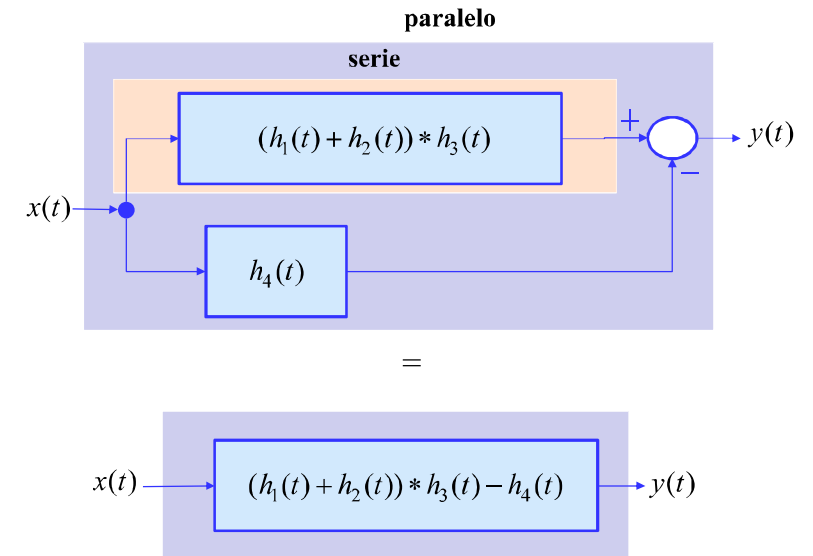 paralelo
serie
(h₁(t) + h₂(t)) * h₃(t)
+
y(t)
−
x(t)
h₄(t)
=
x(t)
(h₁(t) + h₂(t)) * h₃(t) − h₄(t)
y(t)